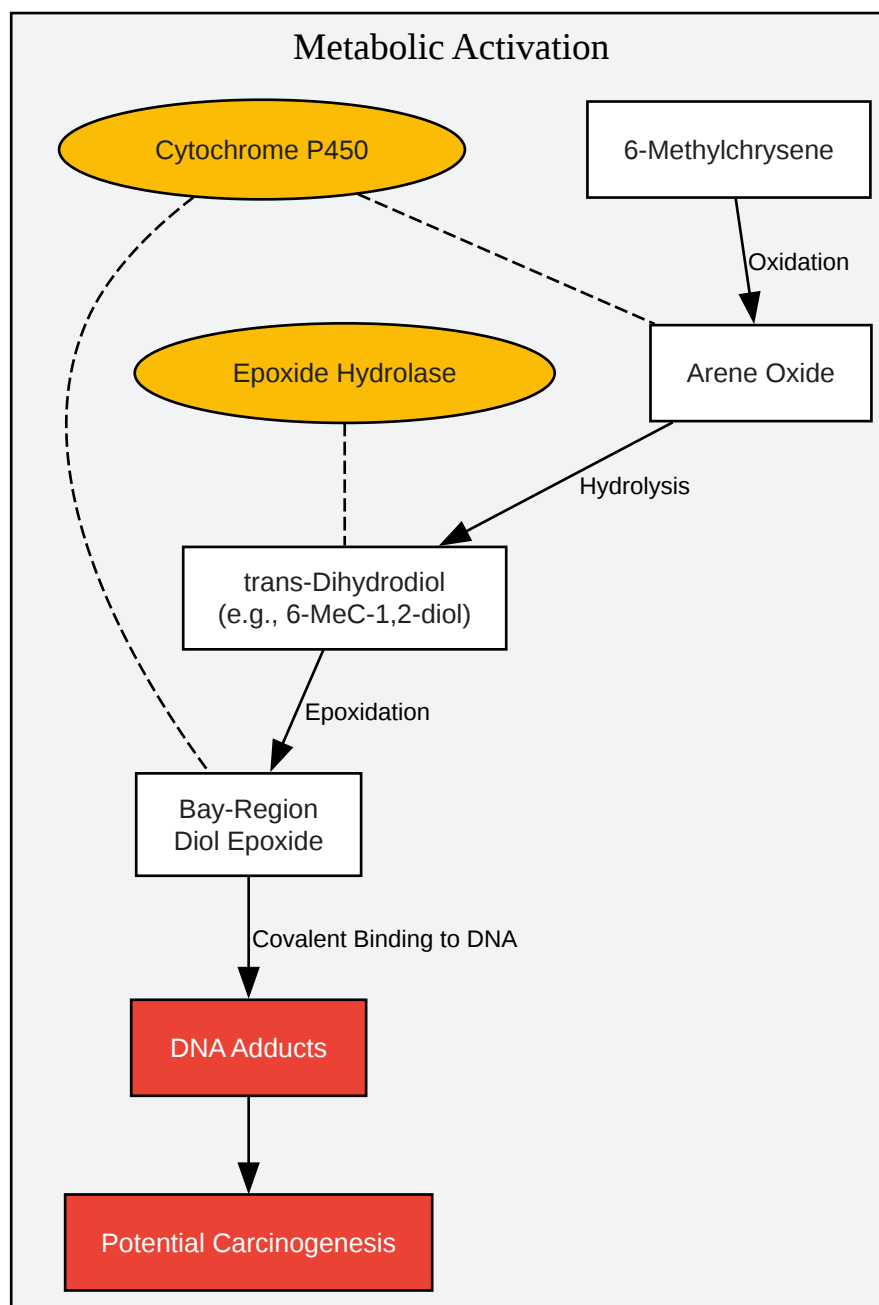 Metabolic Activation
Cytochrome P450
6-Methylchrysene
Oxidation
Epoxide Hydrolase
Arene Oxide
Hydrolysis
trans-Dihydrodiol
(e.g., 6-MeC-1,2-diol)
Epoxidation
Bay-Region
Diol Epoxide
Covalent Binding to DNA
DNA Adducts
Potential Carcinogenesis